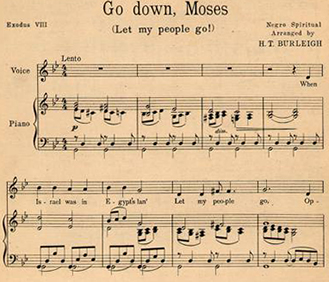 Go down, Moses
Exodus VIII
(Let my people go!)
Negro Spiritual
Arranged by
H. T. BURLEIGH
Lento
Voice
When
Piano
p
dim.
Is - rael was in E - gypt's lan' Let my peo-ple go, Op -